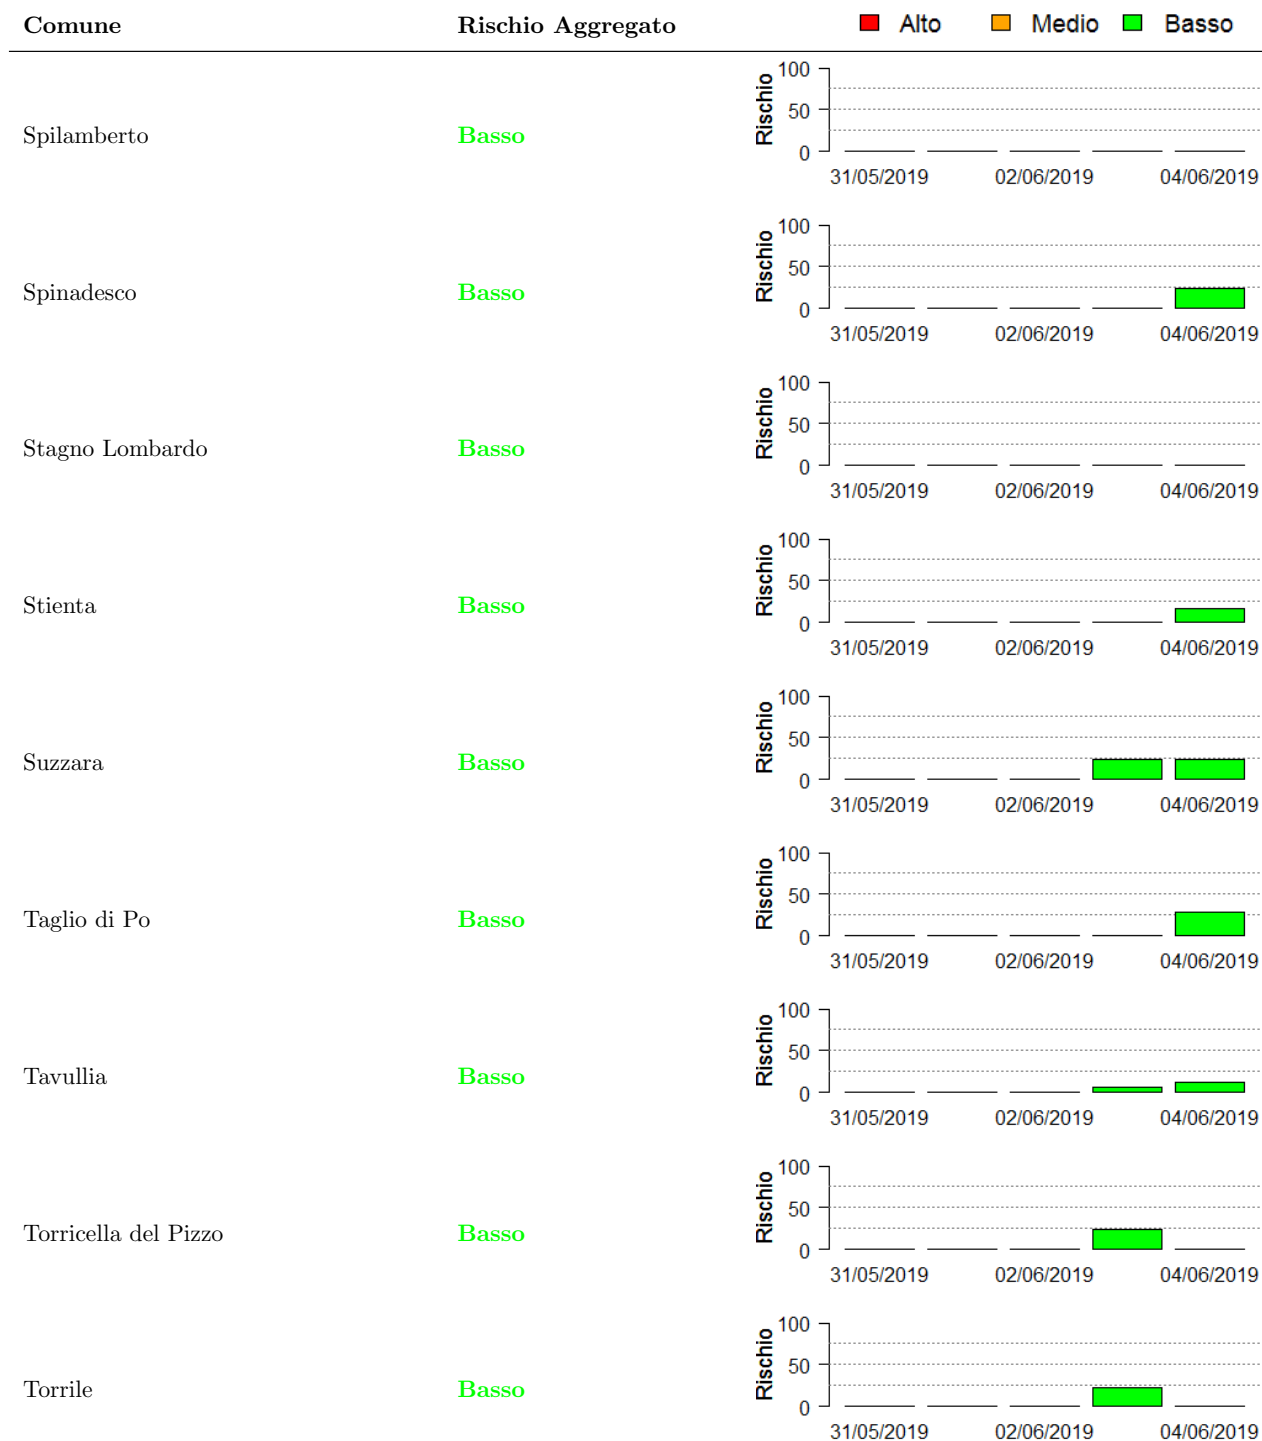 Comune Rischio Aggregato Alto Medio Basso
Spilamberto Basso
Rischio
100
50
0
31/05/2019 02/06/2019 04/06/2019
Spinadesco Basso
Rischio
100
50
0
31/05/2019 02/06/2019 04/06/2019
Stagno Lombardo Basso
Rischio
100
50
0
31/05/2019 02/06/2019 04/06/2019
Stienta Basso
Rischio
100
50
0
31/05/2019 02/06/2019 04/06/2019
Suzzara Basso
Rischio
100
50
0
31/05/2019 02/06/2019 04/06/2019
Taglio di Po Basso
Rischio
100
50
0
31/05/2019 02/06/2019 04/06/2019
Tavullia Basso
Rischio
100
50
0
31/05/2019 02/06/2019 04/06/2019
Torricella del Pizzo Basso
Rischio
100
50
0
31/05/2019 02/06/2019 04/06/2019
Torrile Basso
Rischio
100
50
0
31/05/2019 02/06/2019 04/06/2019